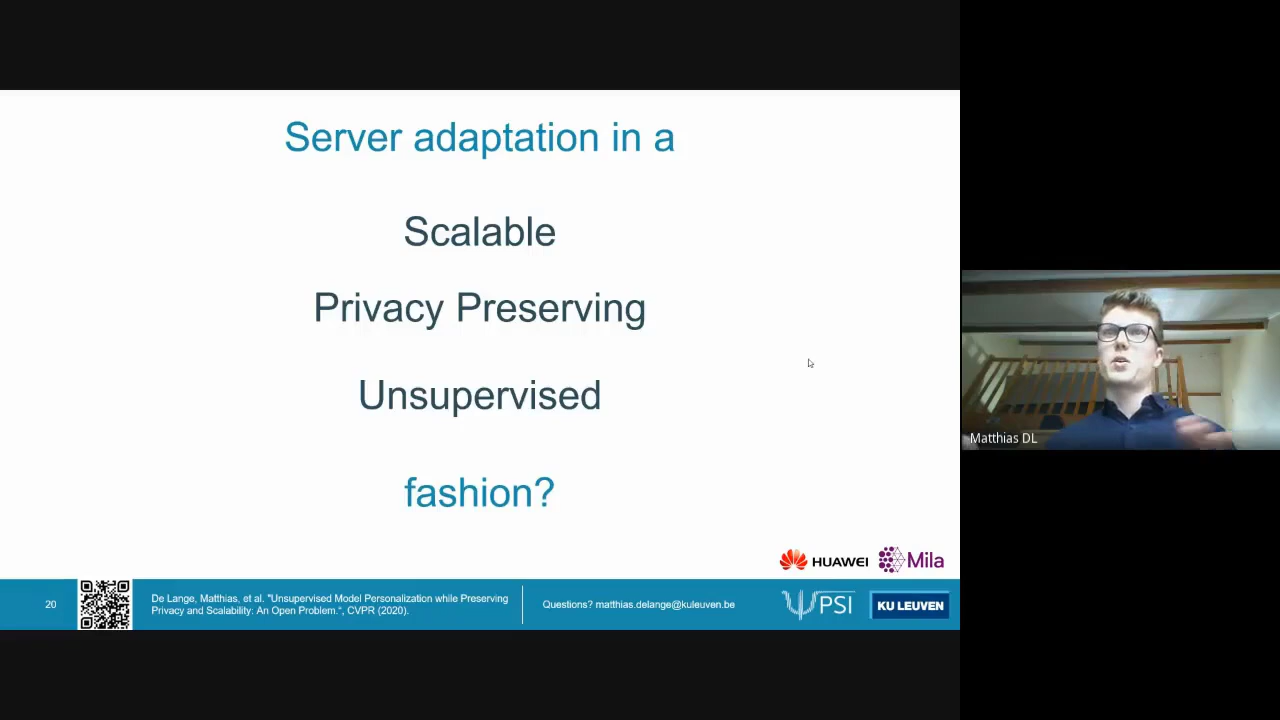 Server adaptation in a
Scalable
Privacy Preserving
Unsupervised
fashion?
HUAWEI
Mila
20
De Lange, Matthias, et al. "Unsupervised Model Personalization while Preserving
Privacy and Scalability: An Open Problem.“, CVPR (2020).
Questions? matthias.delange@kuleuven.be
PSI
KU LEUVEN
Matthias DL